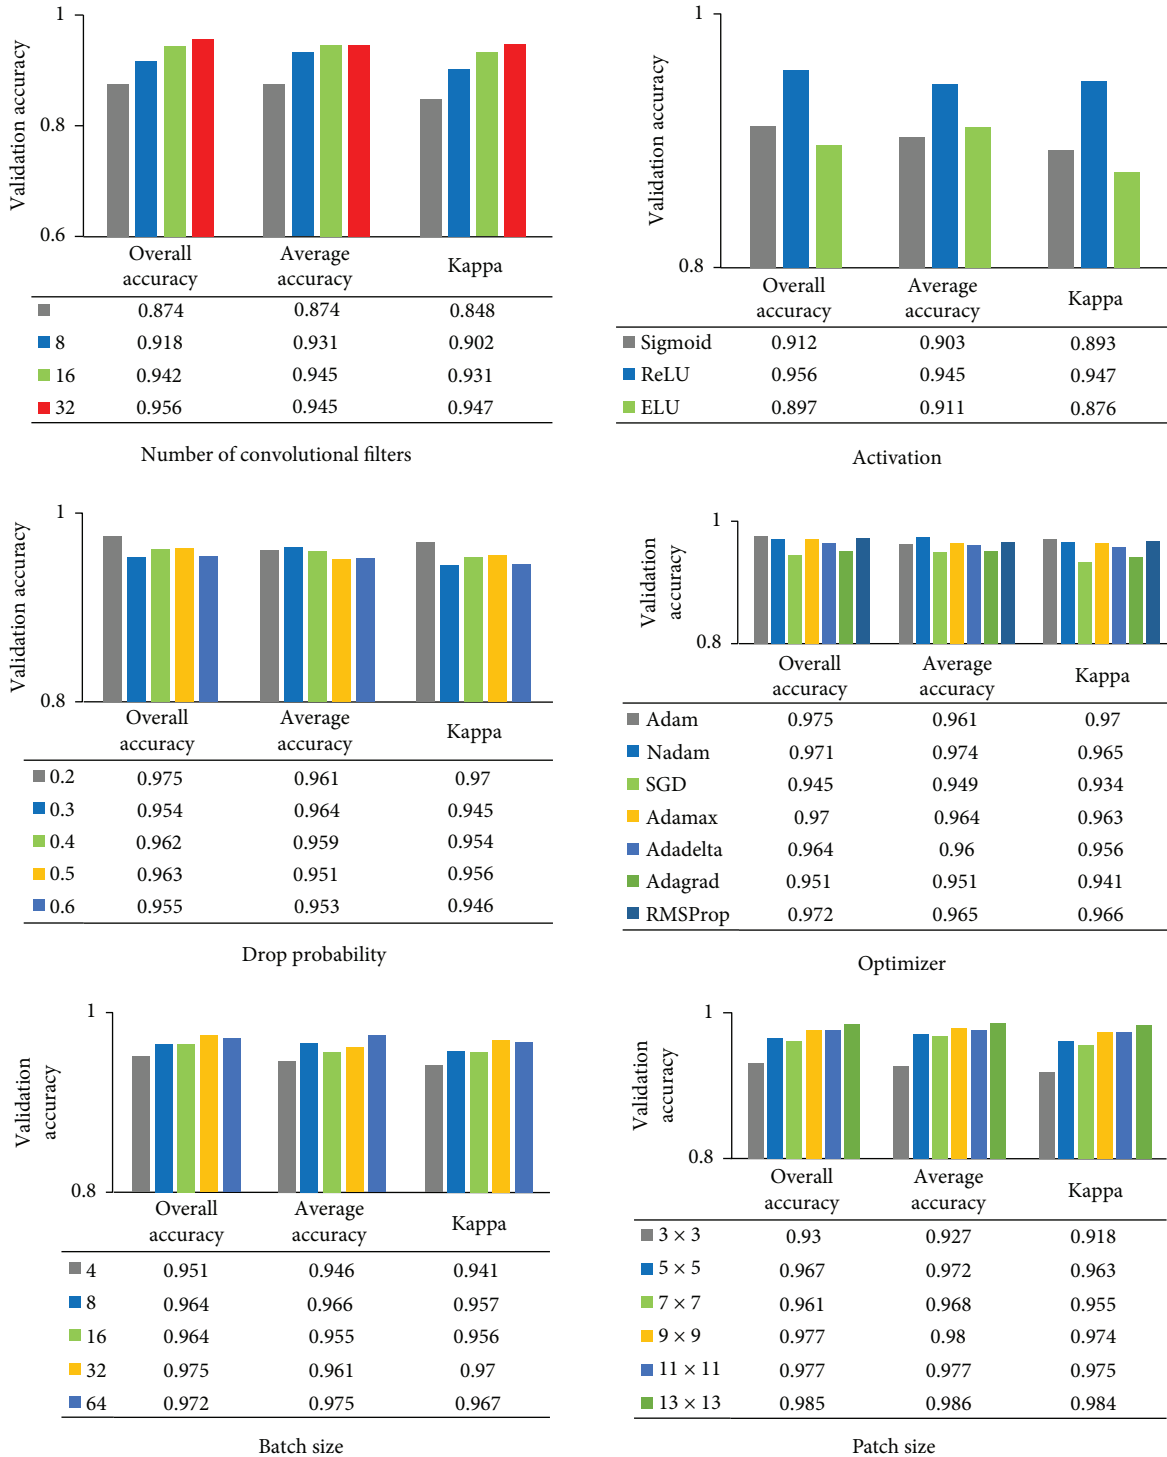 1
0.8
0.6
Validation accuracy
Overall accuracy
Average accuracy
Kappa
0.874 0.874 0.848
8 0.918 0.931 0.902
16 0.942 0.945 0.931
32 0.956 0.945 0.947
Number of convolutional filters
1
0.8
Validation accuracy
Overall accuracy
Average accuracy
Kappa
Sigmoid 0.912 0.903 0.893
ReLU 0.956 0.945 0.947
ELU 0.897 0.911 0.876
Activation
1
0.8
Validation accuracy
Overall accuracy
Average accuracy
Kappa
0.2 0.975 0.961 0.97
0.3 0.954 0.964 0.945
0.4 0.962 0.959 0.954
0.5 0.963 0.951 0.956
0.6 0.955 0.953 0.946
Drop probability
1
0.8
Validation accuracy
Overall accuracy
Average accuracy
Kappa
Adam 0.975 0.961 0.97
Nadam 0.971 0.974 0.965
SGD 0.945 0.949 0.934
Adamax 0.97 0.964 0.963
Adadelta 0.964 0.96 0.956
Adagrad 0.951 0.951 0.941
RMSProp 0.972 0.965 0.966
Optimizer
1
0.8
Validation accuracy
Overall accuracy
Average accuracy
Kappa
4 0.951 0.946 0.941
8 0.964 0.966 0.957
16 0.964 0.955 0.956
32 0.975 0.961 0.97
64 0.972 0.975 0.967
Batch size
1
0.8
Validation accuracy
Overall accuracy
Average accuracy
Kappa
3 × 3 0.93 0.927 0.918
5 × 5 0.967 0.972 0.963
7 × 7 0.961 0.968 0.955
9 × 9 0.977 0.98 0.974
11 × 11 0.977 0.977 0.975
13 × 13 0.985 0.986 0.984
Patch size